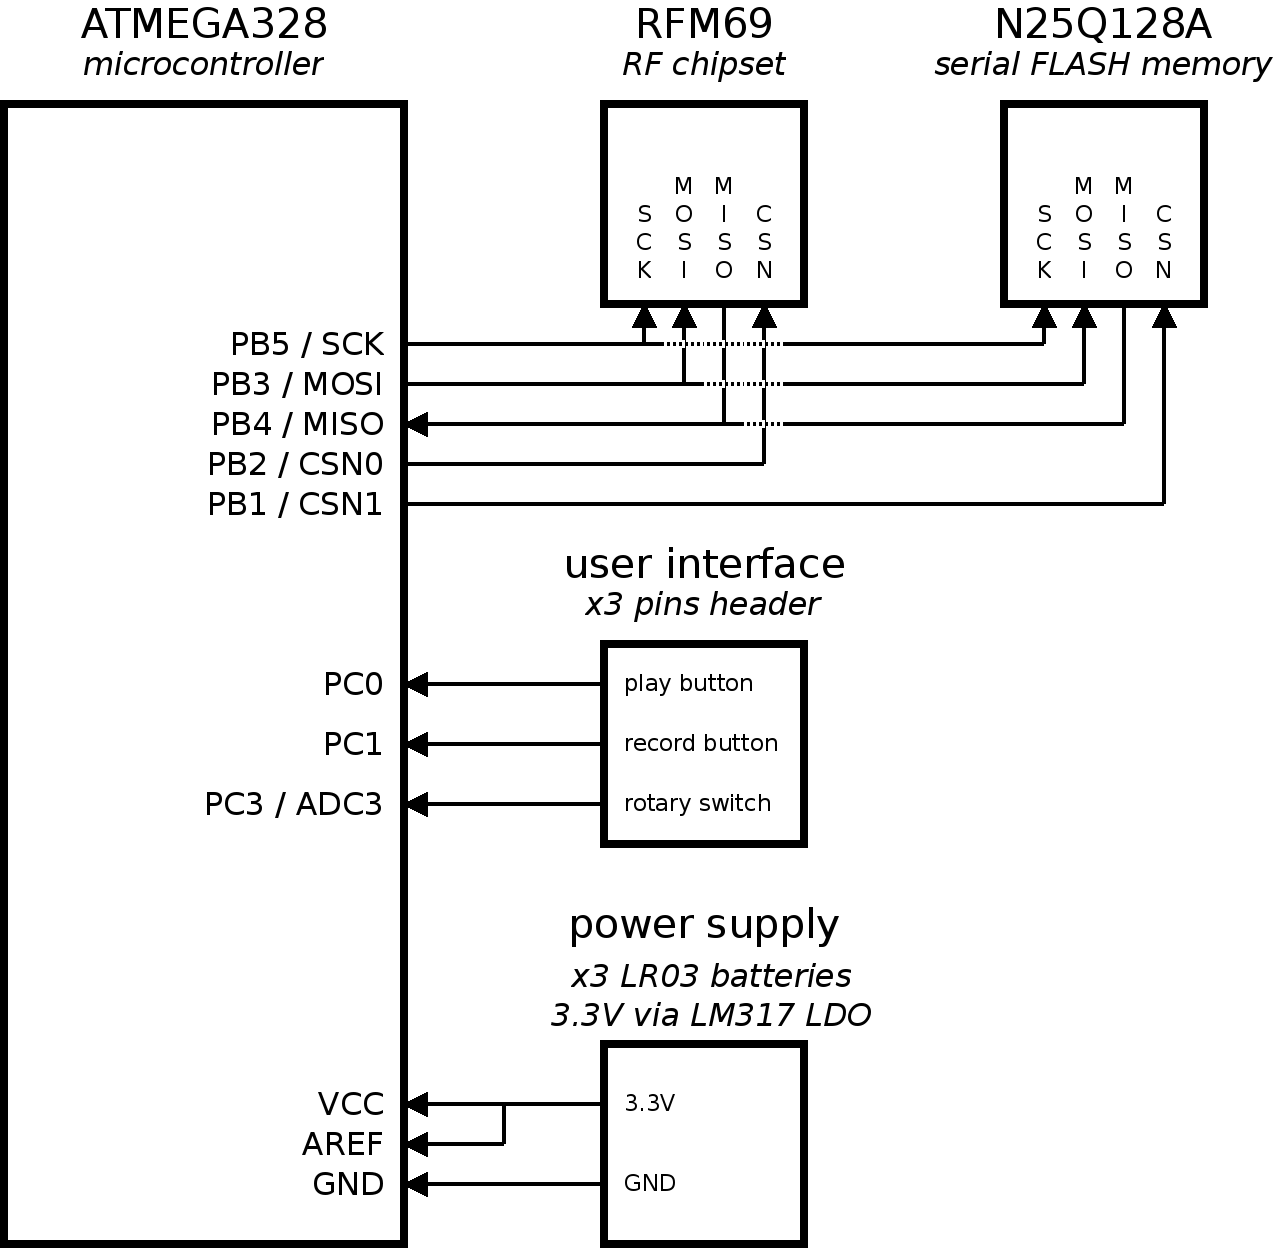 ATMEGA328
microcontroller
RFM69
RF chipset
N25Q128A
serial FLASH memory
SCK
MOSI
MISO
CSN
SCK
MOSI
MISO
CSN
PB5 / SCK
PB3 / MOSI
PB4 / MISO
PB2 / CSN0
PB1 / CSN1
user interface
x3 pins header
PC0
play button
PC1
record button
PC3 / ADC3
rotary switch
power supply
x3 LR03 batteries
3.3V via LM317 LDO
VCC
3.3V
AREF
GND
GND